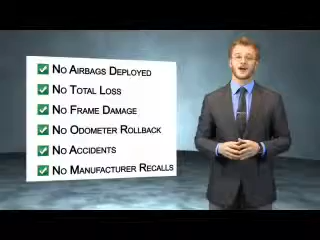 No Airbags Deployed
No Total Loss
No Frame Damage
No Odometer Rollback
No Accidents
No Manufacturer Recalls